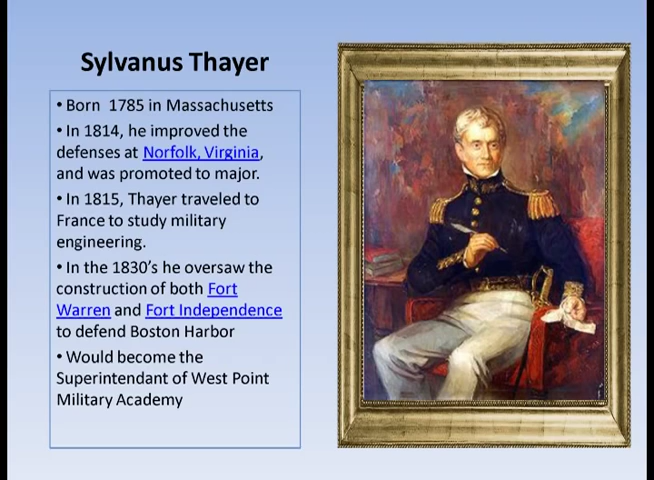 Sylvanus Thayer
• Born  1785 in Massachusetts
• In 1814, he improved the
defenses at Norfolk, Virginia,
and was promoted to major.
• In 1815, Thayer traveled to
France to study military
engineering.
• In the 1830’s he oversaw the
construction of both Fort
Warren and Fort Independence
to defend Boston Harbor
• Would become the
Superintendant of West Point
Military Academy